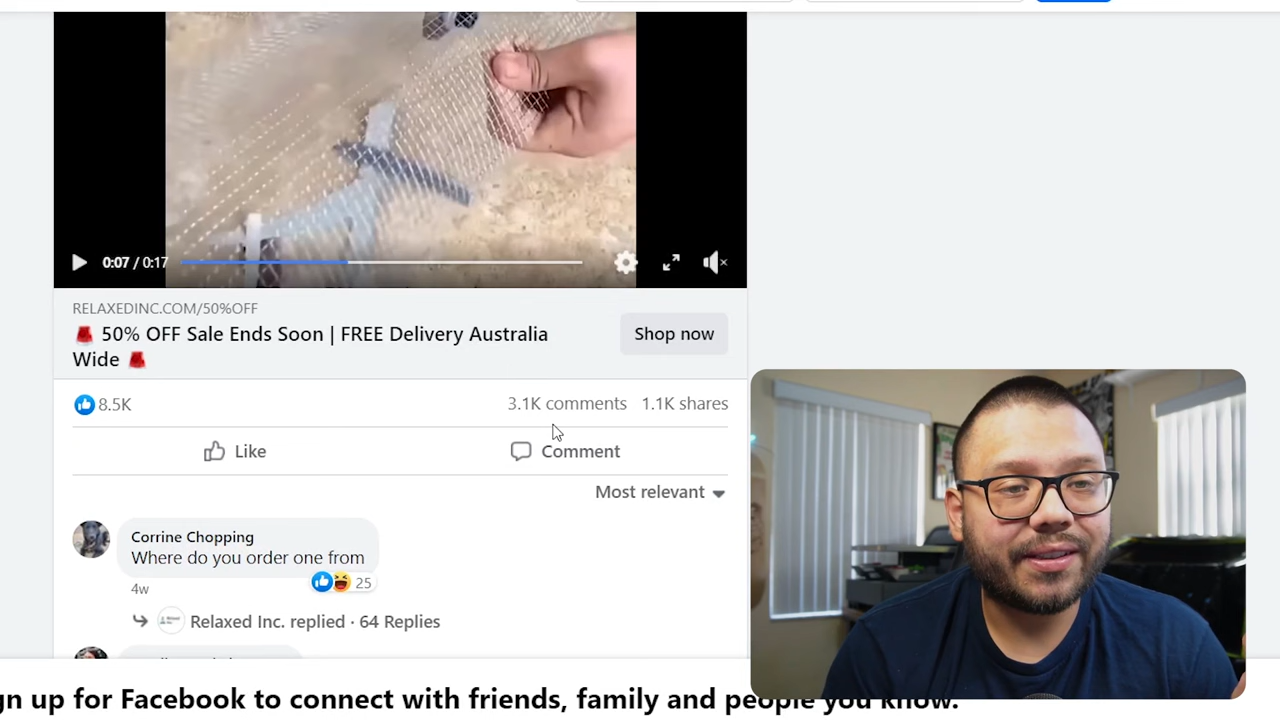 0:07 / 0:17
RELAXEDINC.COM/50%OFF
50% OFF Sale Ends Soon | FREE Delivery Australia
Wide
Shop now
8.5K
3.1K comments 1.1K shares
Like
Comment
Most relevant
Corrine Chopping
Where do you order one from
25
4w
Relaxed Inc. replied · 64 Replies
gn up for Facebook to connect with friends, family and people you know.